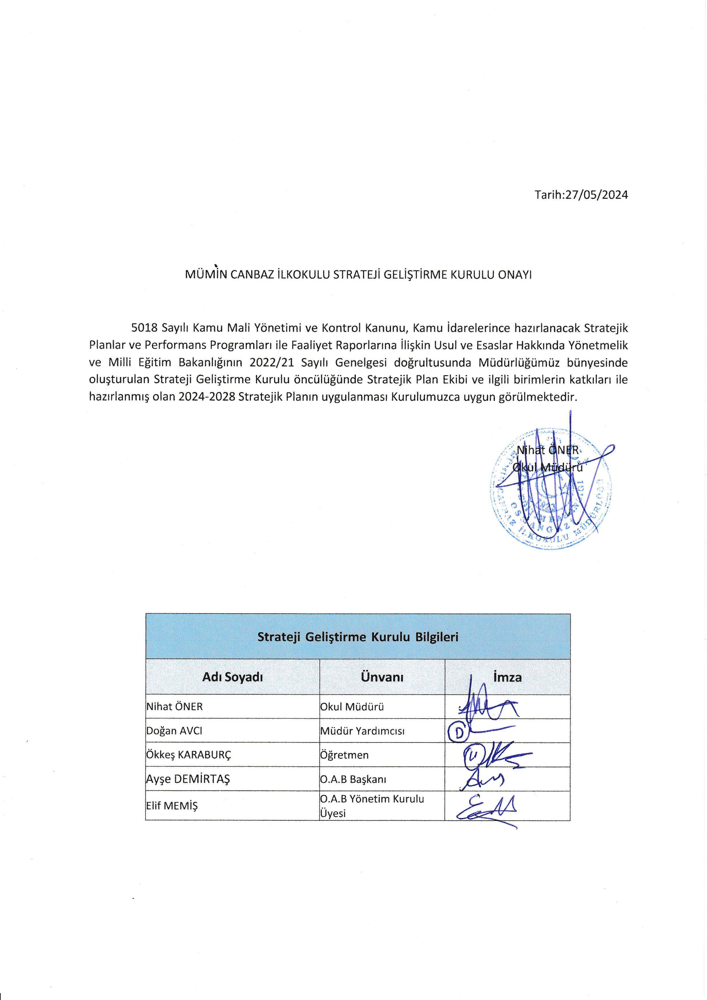 Tarih:27/05/2024
MÜMİN CANBAZ İLKOKULU STRATEJİ GELİŞTİRME KURULU ONAYI
5018 Sayılı Kamu Mali Yönetimi ve Kontrol Kanunu, Kamu İdarelerince hazırlanacak Stratejik
Planlar ve Performans Programları ile Faaliyet Raporlarına İlişkin Usul ve Esaslar Hakkında Yönetmelik
ve Milli Eğitim Bakanlığının 2022/21 Sayılı Genelgesi doğrultusunda Müdürlüğümüz bünyesinde
oluşturulan Strateji Geliştirme Kurulu öncülüğünde Stratejik Plan Ekibi ve ilgili birimlerin katkıları ile
hazırlanmış olan 2024-2028 Stratejik Planın uygulanması Kurulumuzca uygun görülmektedir.
Nihat ÖNER
Okul Müdürü
OSMANGAZİ
CANBAZ İLKOKULU MÜDÜRLÜĞÜ
Strateji Geliştirme Kurulu Bilgileri
Adı Soyadı Ünvanı İmza
Nihat ÖNER Okul Müdürü
Doğan AVCI Müdür Yardımcısı
Ökkeş KARABURÇ Öğretmen
Ayşe DEMİRTAŞ O.A.B Başkanı
Elif MEMİŞ O.A.B Yönetim Kurulu
Üyesi